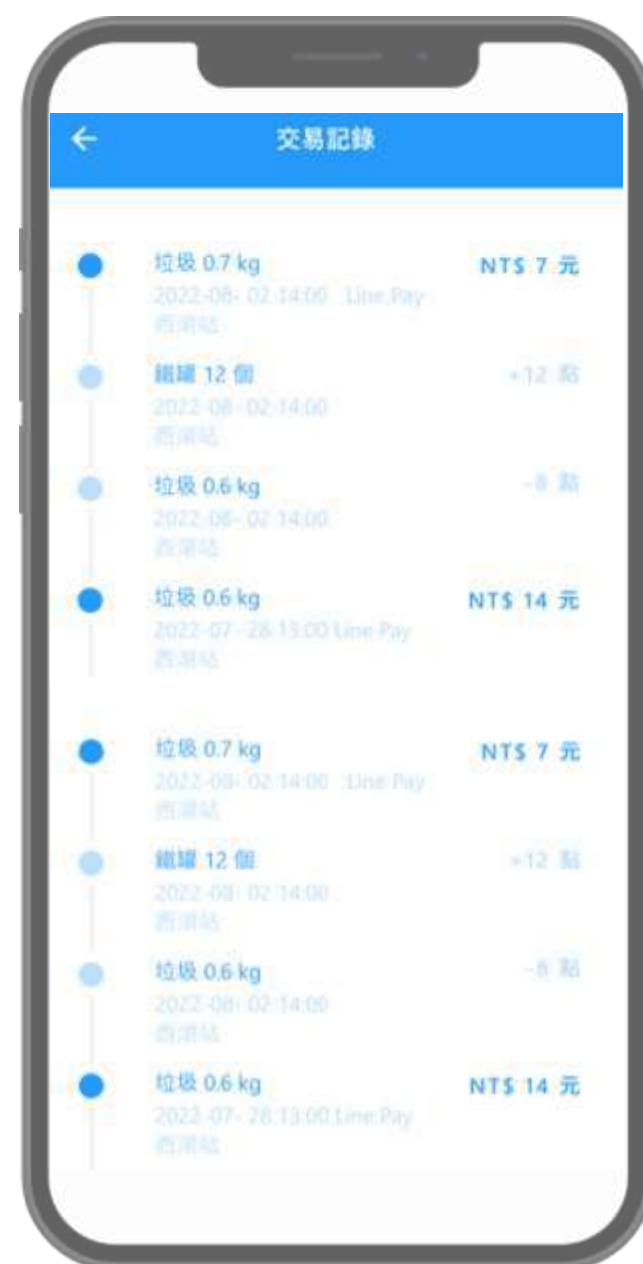 交易記錄
垃圾 0.7 kg NT$ 7 元
2022-08- 02 14:00 Line Pay
西湖站
鐵罐 12 個 +12 點
2022-08- 02 14:00
西湖站
垃圾 0.6 kg -8 點
2022-08- 02 14:00
西湖站
垃圾 0.6 kg NT$ 14 元
2022-07- 28 13:00 Line Pay
西湖站
垃圾 0.7 kg NT$ 7 元
2022-08- 02 14:00 Line Pay
西湖站
鐵罐 12 個 +12 點
2022-08- 02 14:00
西湖站
垃圾 0.6 kg -8 點
2022-08- 02 14:00
西湖站
垃圾 0.6 kg NT$ 14 元
2022-07- 28 13:00 Line Pay
西湖站